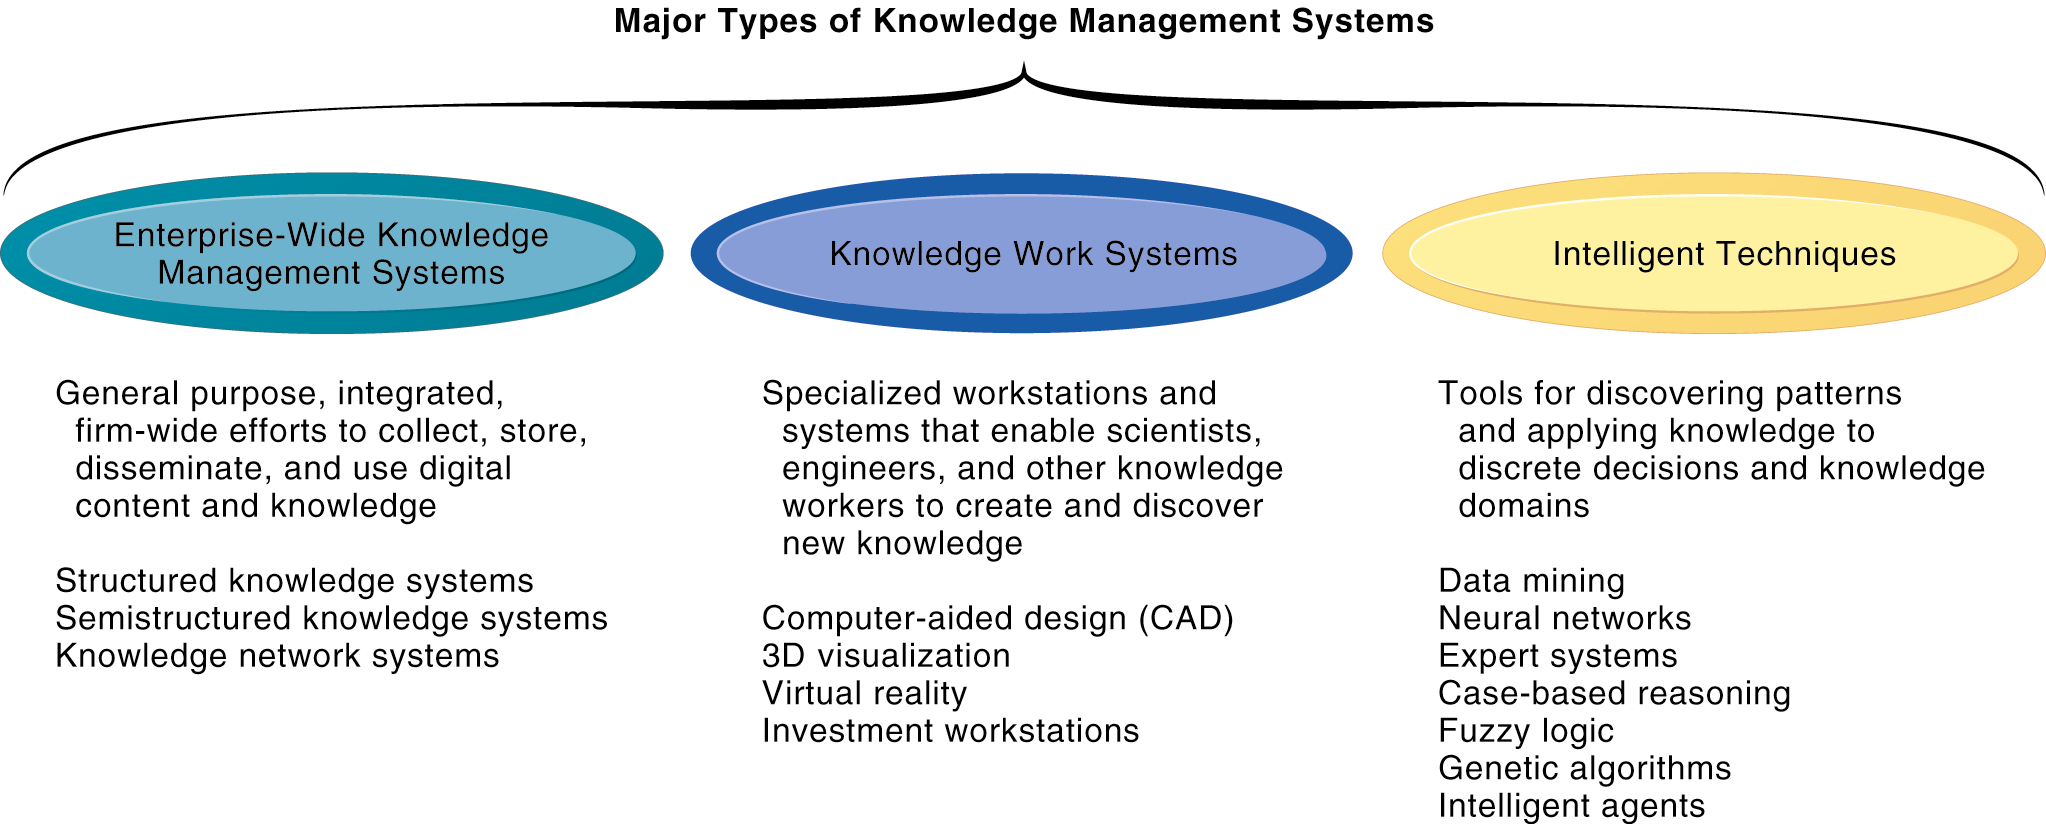 Major Types of Knowledge Management Systems
Enterprise-Wide Knowledge
Management Systems
General purpose, integrated,
firm-wide efforts to collect, store,
disseminate, and use digital
content and knowledge
Structured knowledge systems
Semistructured knowledge systems
Knowledge network systems
Knowledge Work Systems
Specialized workstations and
systems that enable scientists,
engineers, and other knowledge
workers to create and discover
new knowledge
Computer-aided design (CAD)
3D visualization
Virtual reality
Investment workstations
Intelligent Techniques
Tools for discovering patterns
and applying knowledge to
discrete decisions and knowledge
domains
Data mining
Neural networks
Expert systems
Case-based reasoning
Fuzzy logic
Genetic algorithms
Intelligent agents